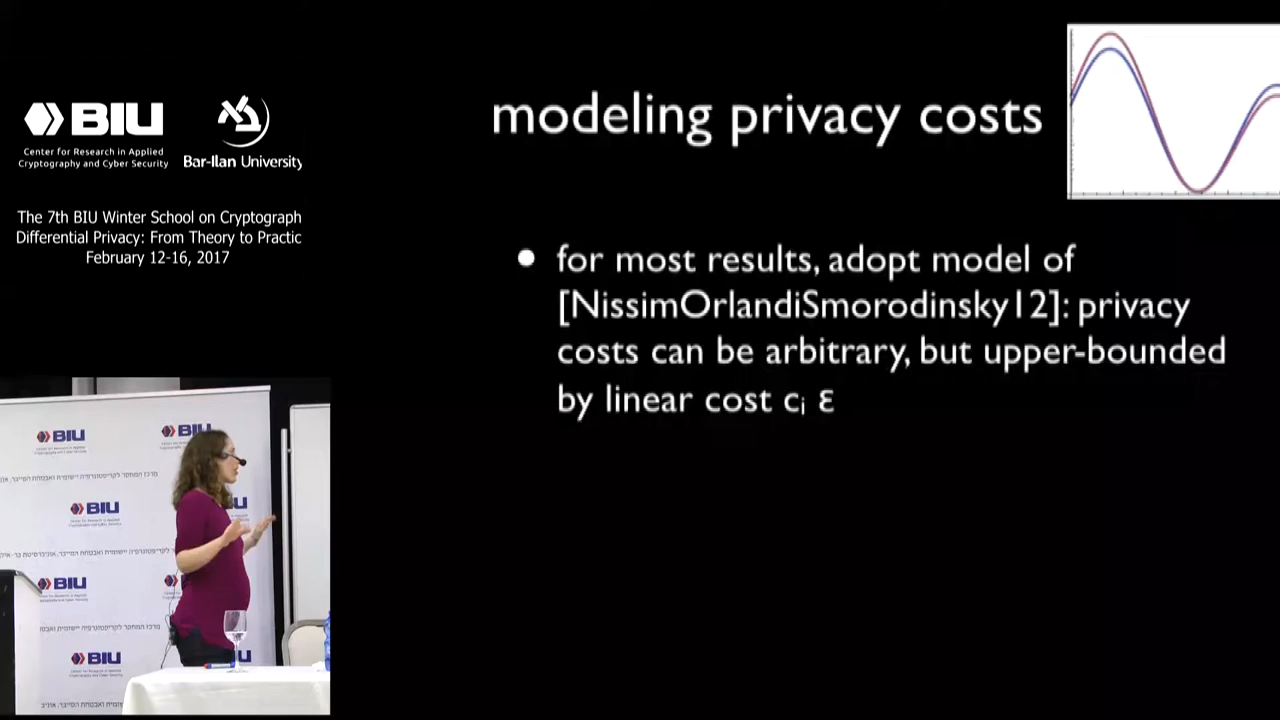 BIU
Center for Research in Applied
Cryptography and Cyber Security
Bar-Ilan University
The 7th BIU Winter School on Cryptograph
Differential Privacy: From Theory to Practic
February 12-16, 2017
modeling privacy costs
• for most results, adopt model of
[NissimOrlandiSmorodinsky12]: privacy
costs can be arbitrary, but upper-bounded
by linear cost cᵢ ε
BIU
BIU
BIU
BIU
BIU
BIU